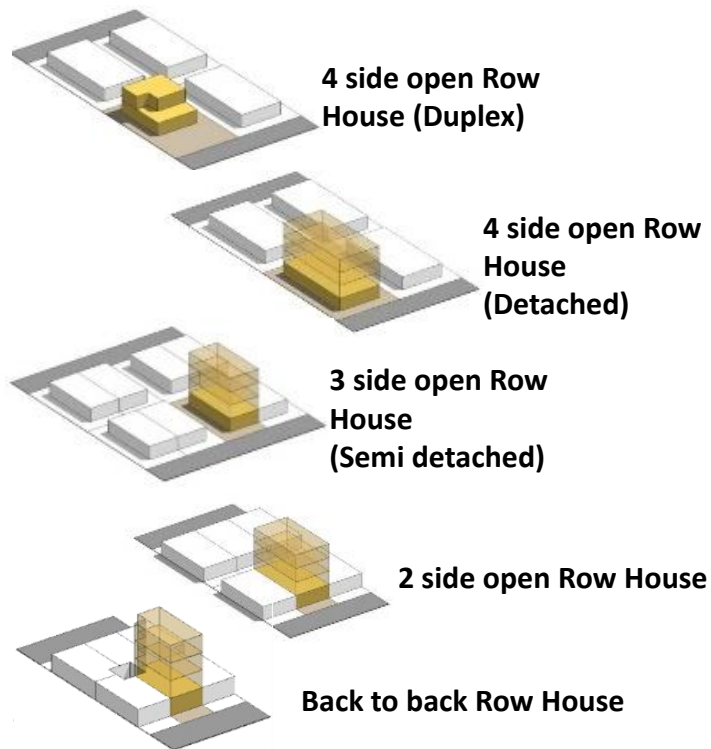 4 side open Row
House (Duplex)
4 side open Row
House
(Detached)
3 side open Row
House
(Semi detached)
2 side open Row House
Back to back Row House